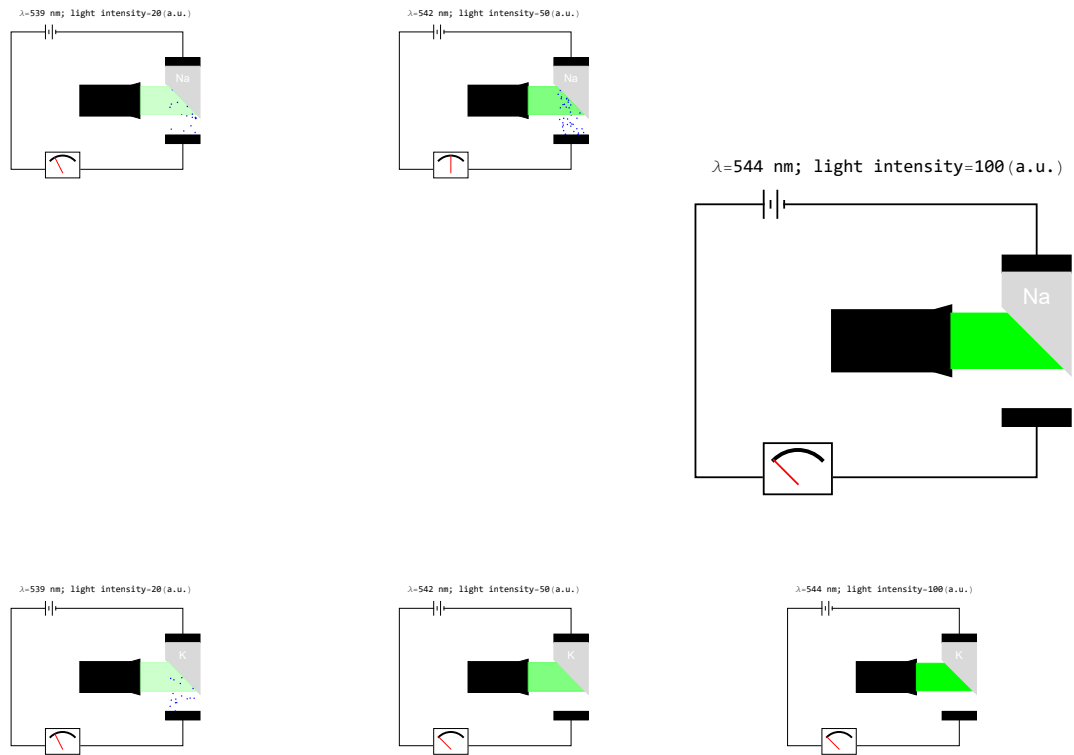 λ=539 nm; light intensity=20(a.u.)
λ=542 nm; light intensity=50(a.u.)
Na
Na
λ=544 nm; light intensity=100(a.u.)
Na
λ=539 nm; light intensity=20(a.u.)
λ=542 nm; light intensity=50(a.u.)
λ=544 nm; light intensity=100(a.u.)
K
K
K